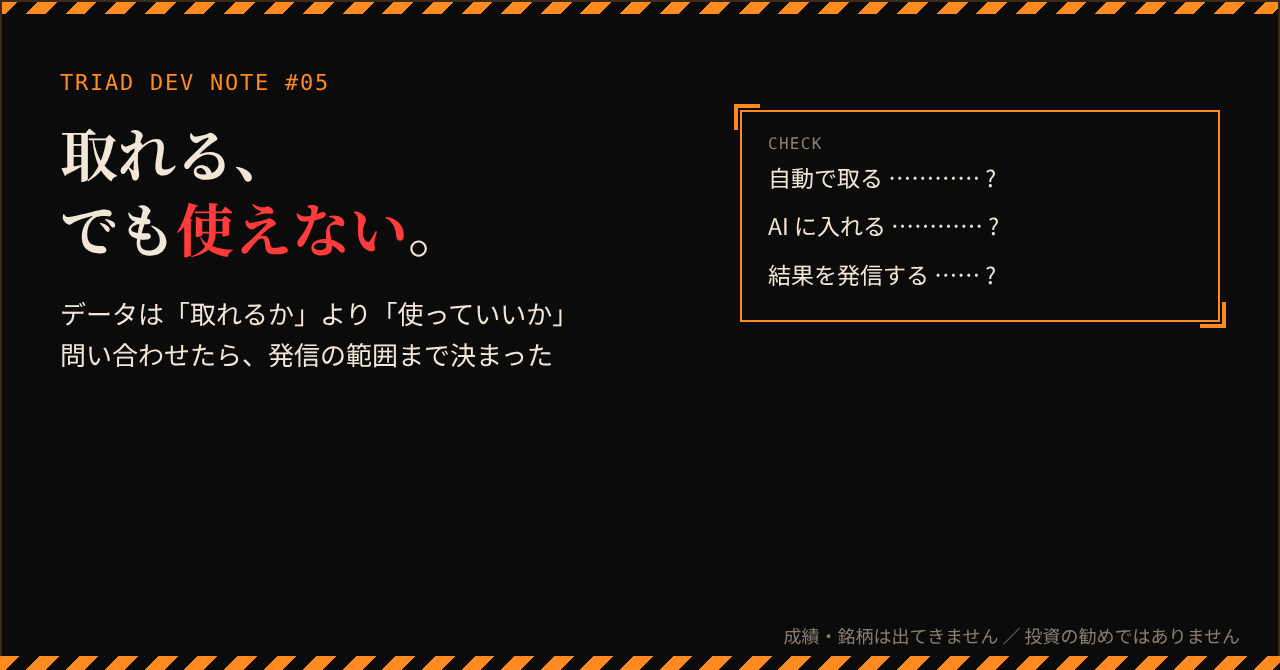 TRIAD DEV NOTE #05
取れる、
でも使えない。
データは「取れるか」より「使っていいか」
問い合わせたら、発信の範囲まで決まった
CHECK
自動で取る ············ ?
AI に入れる ············ ?
結果を発信する ······ ?
成績・銘柄は出てきません ／ 投資の勧めではありません